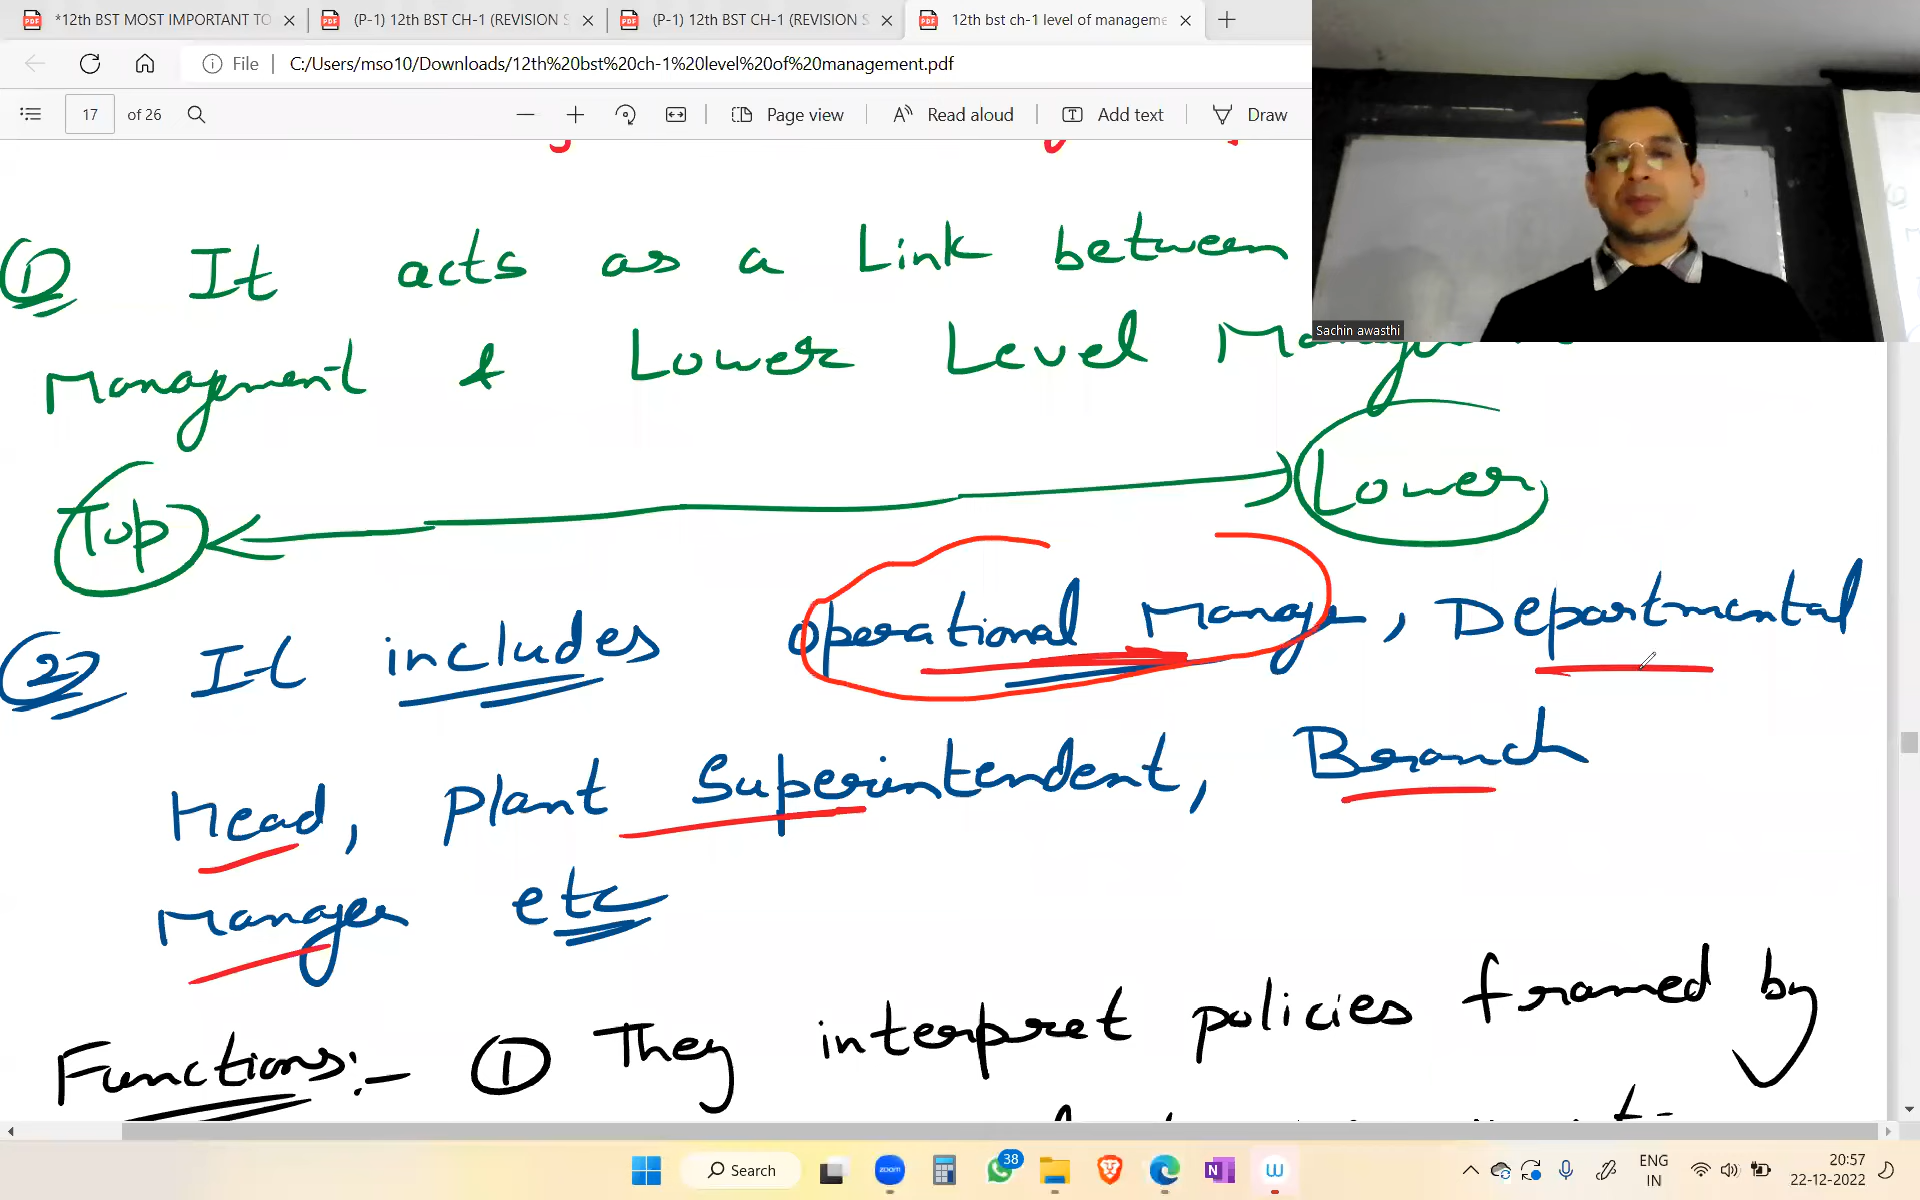 *12th BST MOST IMPORTANT TO
(P-1) 12th BST CH-1 (REVISION S
(P-1) 12th BST CH-1 (REVISION S
12th bst ch-1 level of manageme
File
C:/Users/mso10/Downloads/12th%20bst%20ch-1%20level%20of%20management.pdf
17 of 26
Page view
Read aloud
Add text
Draw
Sachin awasthi
① It acts as a Link between
Management & Lower Level
Top
Lower
② It includes Operational Manager, Departmental
Head, Plant Superintendent, Branch
Manager etc
Functions:- ① They interpret policies framed by
Search
zoom
38
ENG
IN
20:57
22-12-2022